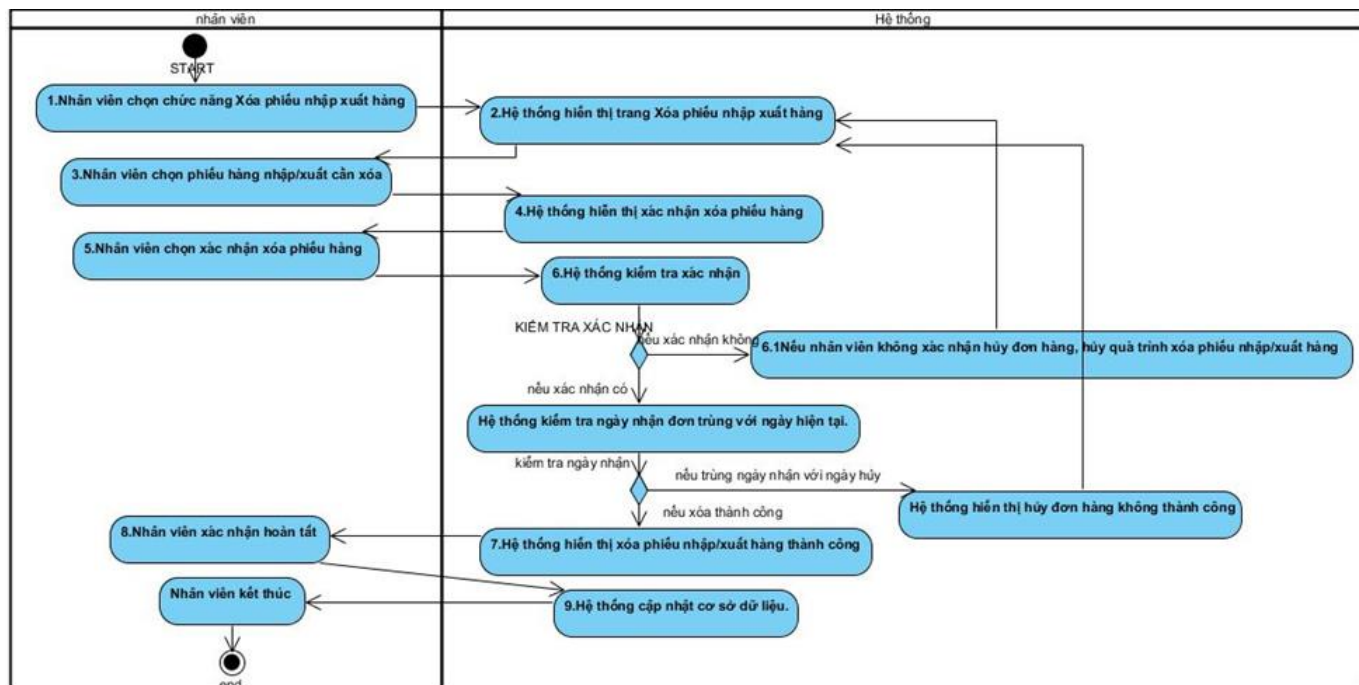 nhân viên
Hệ thống
START
1.Nhân viên chọn chức năng Xóa phiếu nhập xuất hàng
2.Hệ thống hiển thị trang Xóa phiếu nhập xuất hàng
3.Nhân viên chọn phiếu hàng nhập/xuất cần xóa
4.Hệ thống hiển thị xác nhận xóa phiếu hàng
5.Nhân viên chọn xác nhận xóa phiếu hàng
6.Hệ thống kiểm tra xác nhận
KIỂM TRA XÁC NHẬN
nếu xác nhận không
6.1Nếu nhân viên không xác nhận hủy đơn hàng, hủy quá trình xóa phiếu nhập/xuất hàng
nếu xác nhận có
Hệ thống kiểm tra ngày nhận đơn trùng với ngày hiện tại.
kiểm tra ngày nhận
nếu trùng ngày nhận với ngày hủy
Hệ thống hiển thị hủy đơn hàng không thành công
nếu xóa thành công
8.Nhân viên xác nhận hoàn tất
7.Hệ thống hiển thị xóa phiếu nhập/xuất hàng thành công
Nhân viên kết thúc
9.Hệ thống cập nhật cơ sở dữ liệu.
end